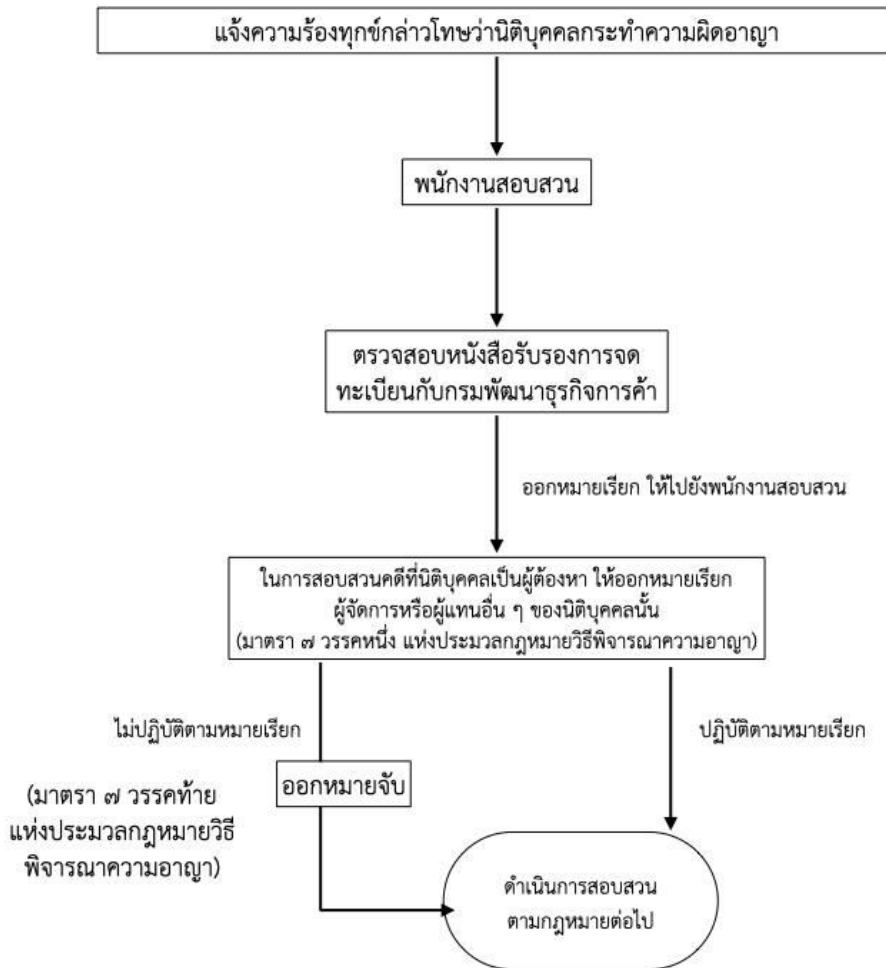 แจ้งความร้องทุกข์กล่าวโทษว่านิติบุคคลกระทำความผิดอาญา
พนักงานสอบสวน
ตรวจสอบหนังสือรับรองการจด
ทะเบียนกับกรมพัฒนาธุรกิจการค้า
ออกหมายเรียก ให้ไปยังพนักงานสอบสวน
ในการสอบสวนคดีที่นิติบุคคลเป็นผู้ต้องหา ให้ออกหมายเรียก
ผู้จัดการหรือผู้แทนอื่น ๆ ของนิติบุคคลนั้น
(มาตรา ๗ วรรคหนึ่ง แห่งประมวลกฎหมายวิธีพิจารณาความอาญา)
ไม่ปฏิบัติตามหมายเรียก
ปฏิบัติตามหมายเรียก
ออกหมายจับ
(มาตรา ๗ วรรคท้าย
แห่งประมวลกฎหมายวิธี
พิจารณาความอาญา)
ดำเนินการสอบสวน
ตามกฎหมายต่อไป